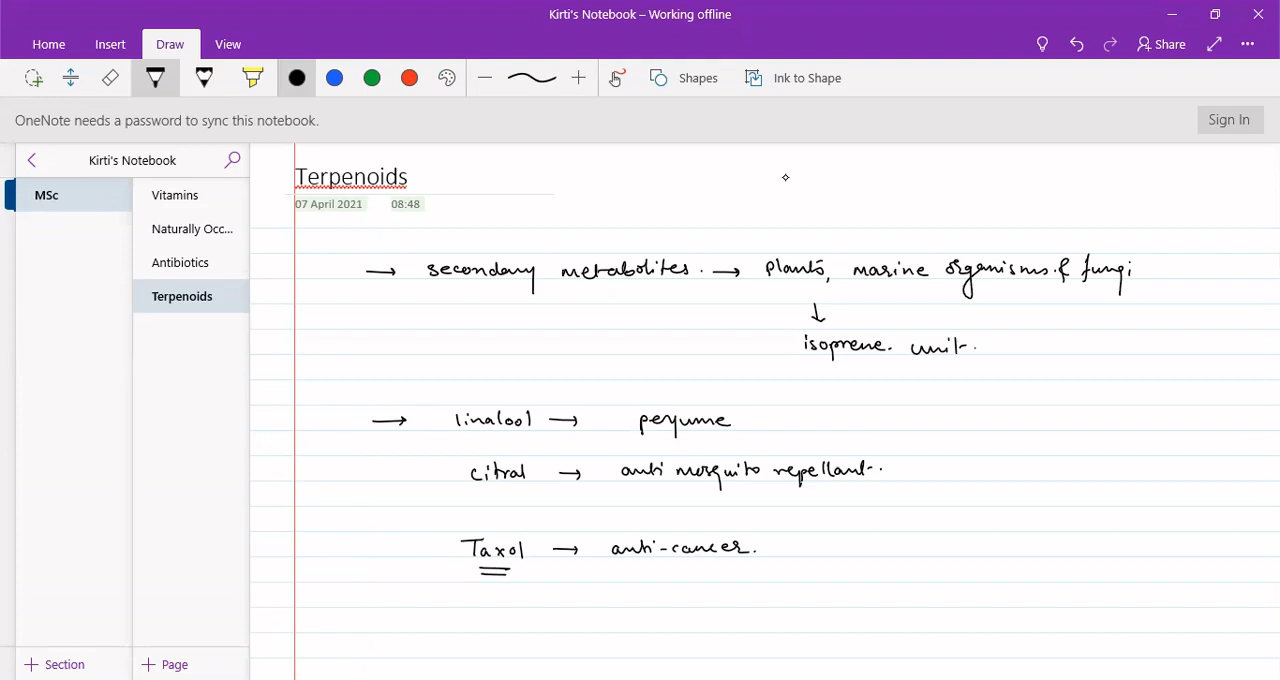 Kirti's Notebook – Working offline
Home Insert Draw View Share
Shapes Ink to Shape
OneNote needs a password to sync this notebook. Sign In
Kirti's Notebook
MSc
Vitamins
Naturally Occ...
Antibiotics
Terpenoids
Section Page
Terpenoids
07 April 2021 08:48
→ secondary metabolites. → plants, marine organisms & fungi
↓
isoprene unit.
→ linalool → perfume
citral → anti mosquito repellant.
Taxol → anti-cancer.